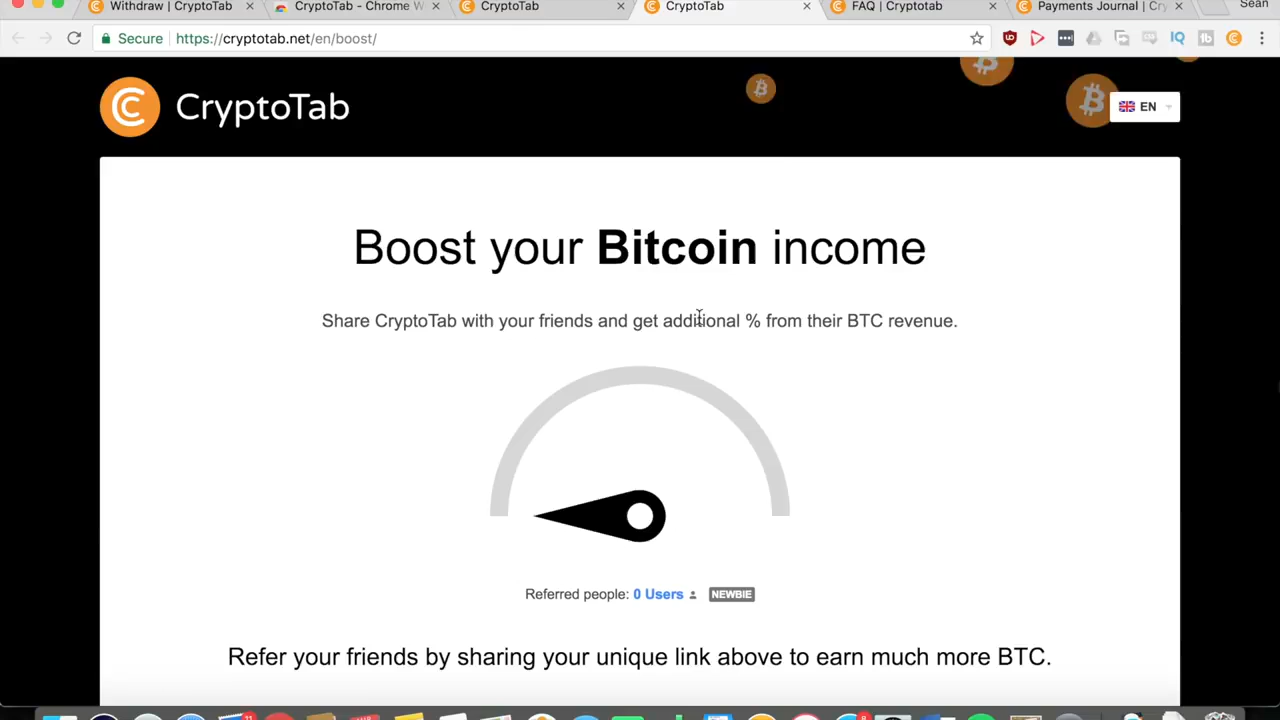 Withdraw | CryptoTab
CryptoTab - Chrome W
CryptoTab
CryptoTab
FAQ | Cryptotab
Payments Journal | Cry
Sean
Secure
https://cryptotab.net/en/boost/
CryptoTab
EN
Boost your Bitcoin income
Share CryptoTab with your friends and get additional % from their BTC revenue.
Referred people: 0 Users NEWBIE
Refer your friends by sharing your unique link above to earn much more BTC.